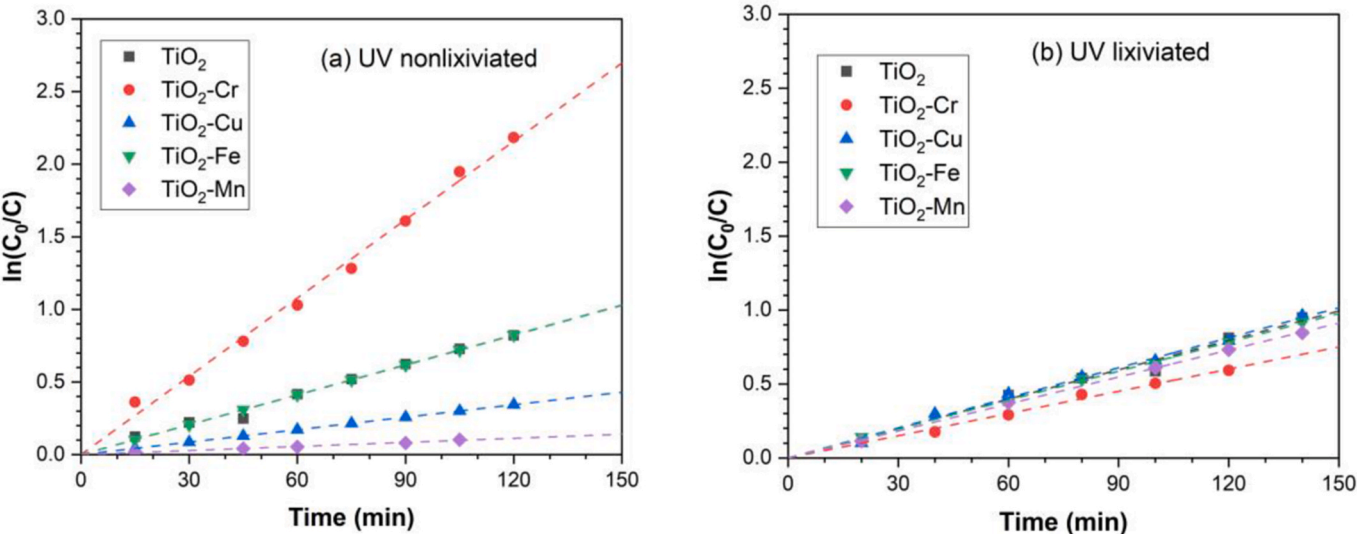 (a) UV nonlixiviated
TiO₂
TiO₂-Cr
TiO₂-Cu
TiO₂-Fe
TiO₂-Mn
3.0
2.5
2.0
1.5
1.0
0.5
0.0
ln(C₀/C)
0 30 60 90 120 150
Time (min)
(b) UV lixiviated
TiO₂
TiO₂-Cr
TiO₂-Cu
TiO₂-Fe
TiO₂-Mn
3.0
2.5
2.0
1.5
1.0
0.5
0.0
ln(C₀/C)
0 30 60 90 120 150
Time (min)